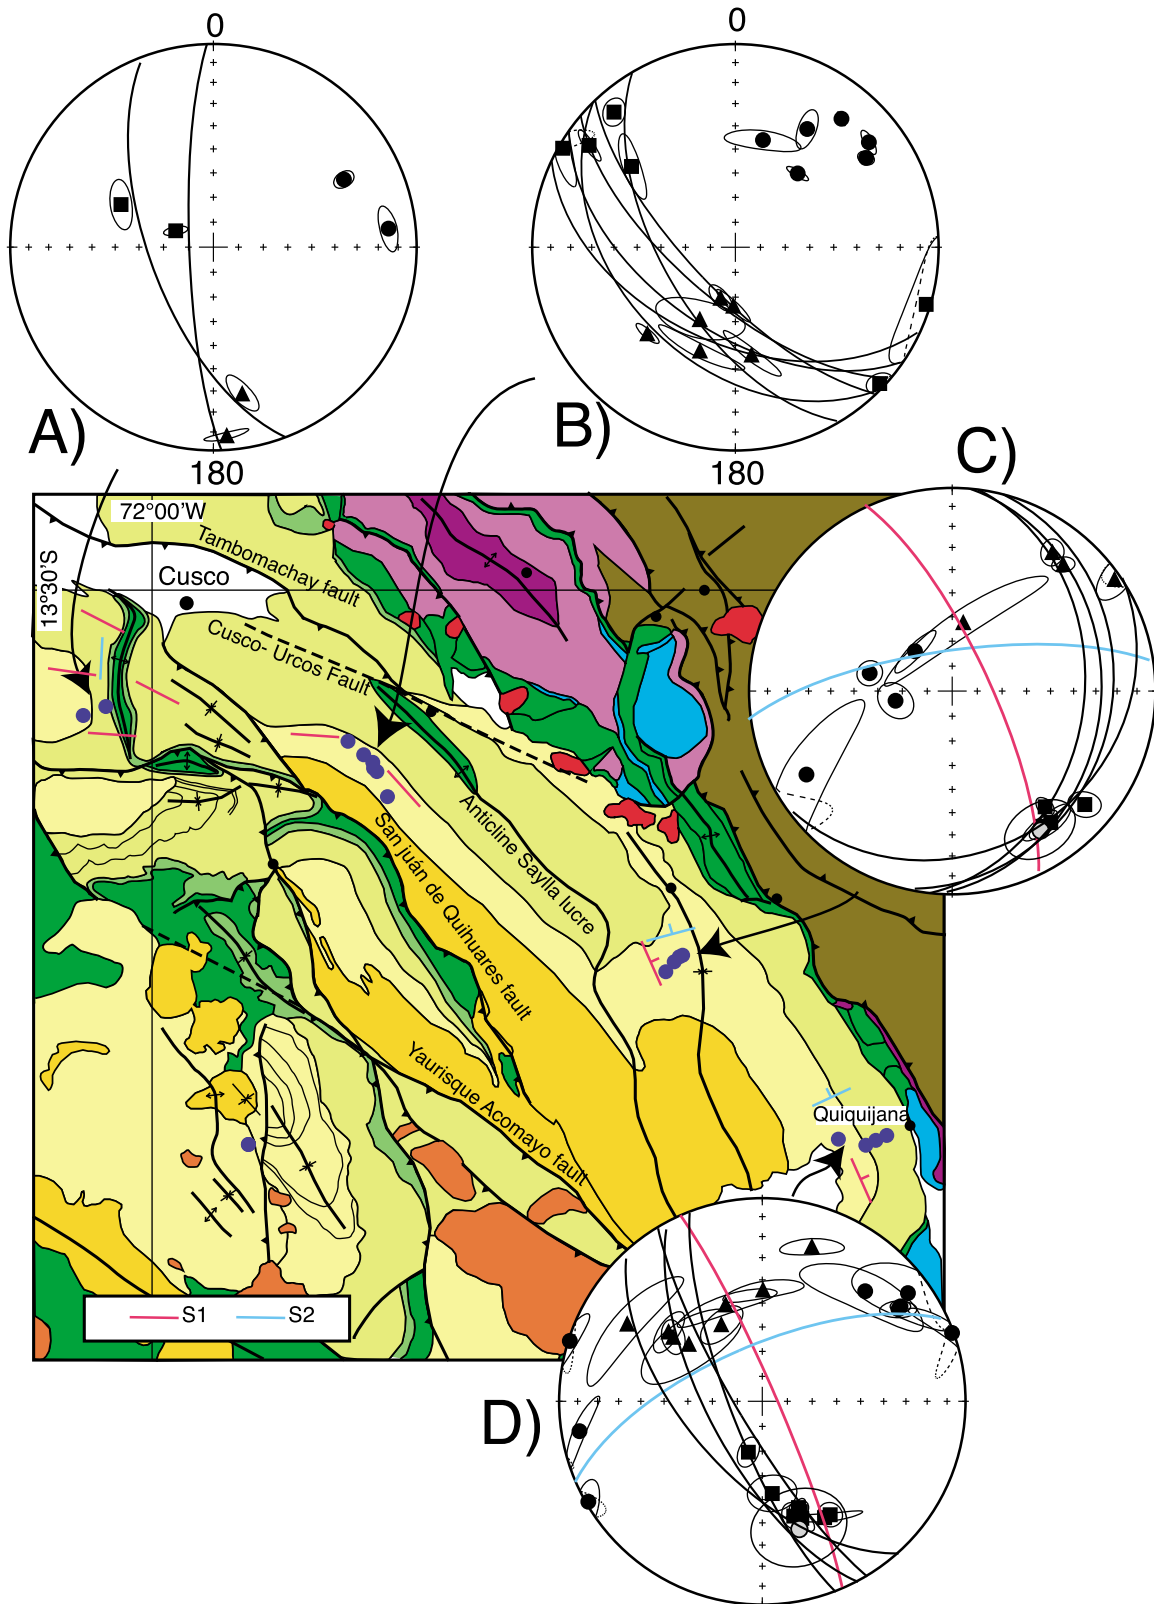 0
0
A)
B)
180
180
C)
72°00'W
13°30'S
Tambomachay fault
Cusco
Cusco- Urcos Fault
Anticline Saylla lucre
San juán de Quihuares fault
Yaurisque Acomayo fault
Quiquijana
S1
S2
D)